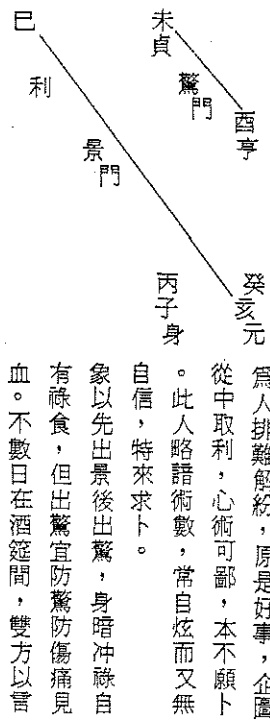 為人排難解紛，原是好事，企圖
從中取利，心術可鄙，本不願卜
。此人略諳術數，常自炫而又無
自信，特來求卜。
象以先出景後出驚，身暗冲祿自
有祿食，但出驚宜防驚防傷痛見
血。不數日在酒筵間，雙方以言
癸亥元
丙子身
酉亨
驚門
未貞
景門
利
巳